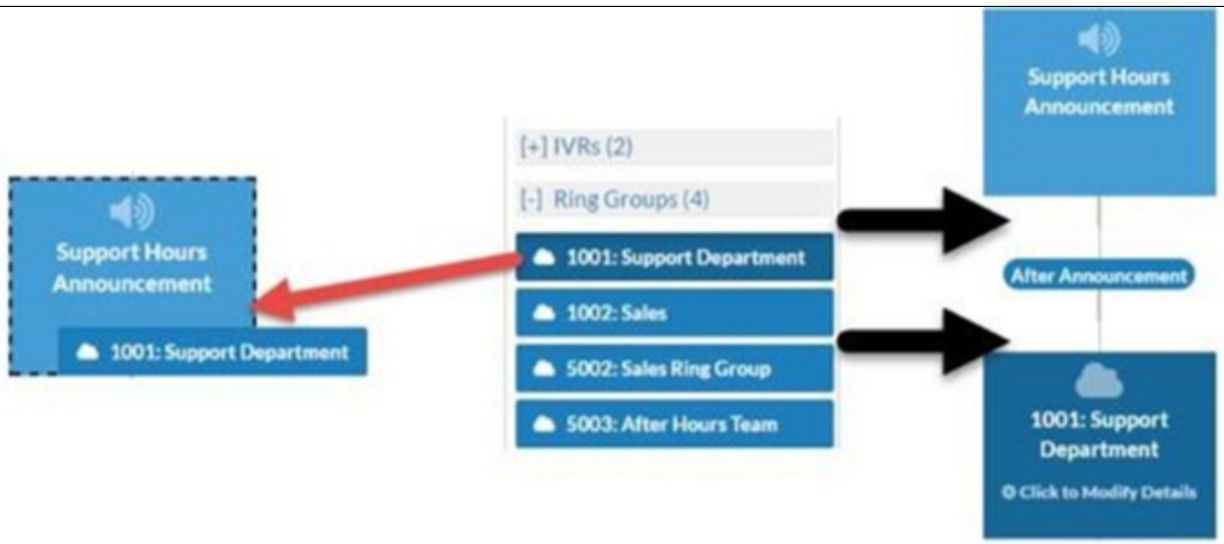 Support Hours
Announcement
1001: Support Department
[+] IVRs (2)
[-] Ring Groups (4)
1001: Support Department
1002: Sales
5002: Sales Ring Group
5003: After Hours Team
Support Hours
Announcement
After Announcement
1001: Support
Department
Click to Modify Details